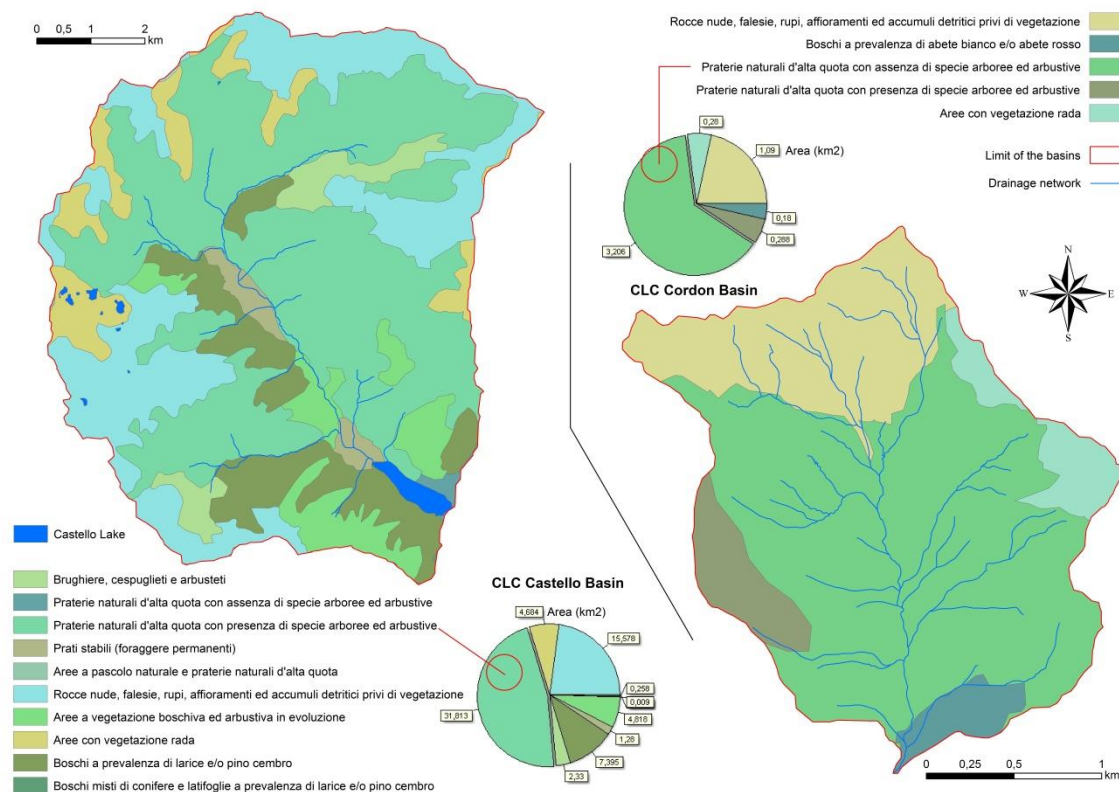 0 0,5 1 2
km
Rocce nude, falesie, rupi, affioramenti ed accumuli detritici privi di vegetazione
Boschi a prevalenza di abete bianco e/o abete rosso
Praterie naturali d'alta quota con assenza di specie arboree ed arbustive
Praterie naturali d'alta quota con presenza di specie arboree ed arbustive
Aree con vegetazione rada
Limit of the basins
Drainage network
0,28
1,09
Area (km2)
0,18
0,288
3,206
CLC Cordon Basin
N
W
E
S
Castello Lake
Brughiere, cespuglieti e arbusteti
Praterie naturali d'alta quota con assenza di specie arboree ed arbustive
Praterie naturali d'alta quota con presenza di specie arboree ed arbustive
Prati stabili (foraggere permanenti)
Aree a pascolo naturale e praterie naturali d'alta quota
Rocce nude, falesie, rupi, affioramenti ed accumuli detritici privi di vegetazione
Aree a vegetazione boschiva ed arbustiva in evoluzione
Aree con vegetazione rada
Boschi a prevalenza di larice e/o pino cembro
Boschi misti di conifere e latifoglie a prevalenza di larice e/o pino cembro
CLC Castello Basin
4,684
Area (km2)
15,578
0,258
0,009
4,818
1,28
7,395
2,33
31,813
0 0,25 0,5 1
km